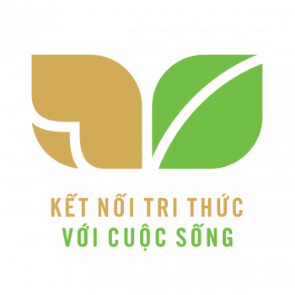 KẾT NỐI TRI THỨC
VỚI CUỘC SỐNG